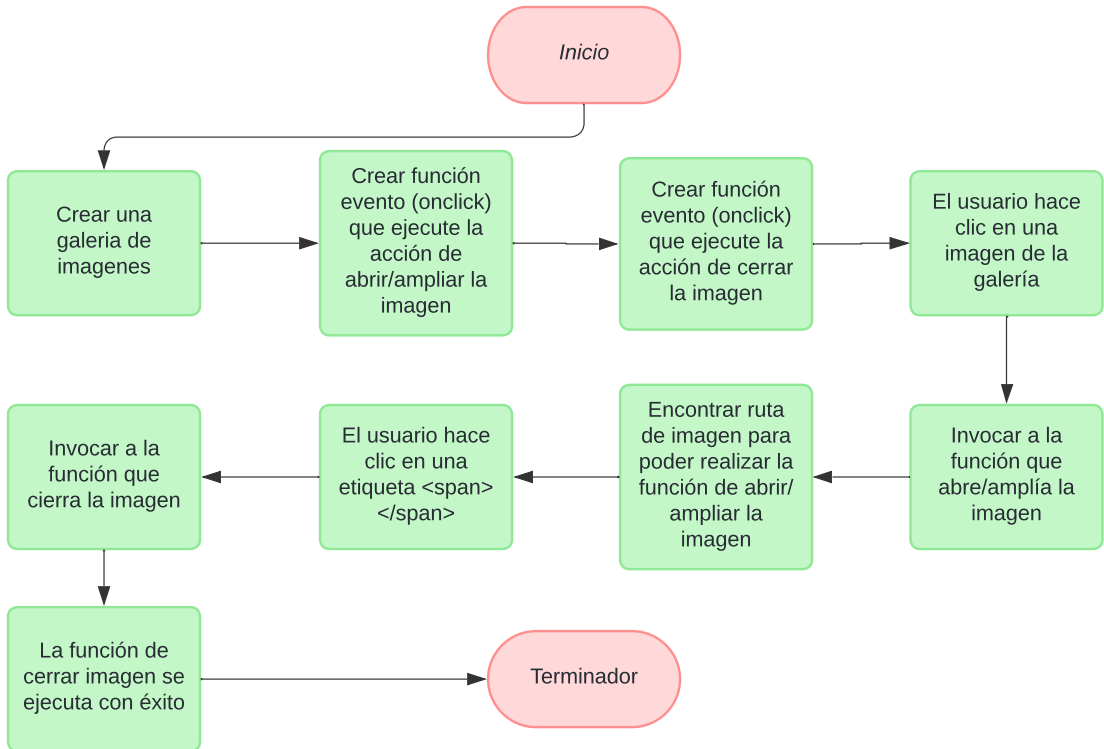 Inicio
Crear una
galeria de
imagenes
Crear función
evento (onclick)
que ejecute la
acción de
abrir/ampliar la
imagen
Crear función
evento (onclick)
que ejecute la
acción de cerrar
la imagen
El usuario hace
clic en una
imagen de la
galería
Invocar a la
función que
abre/amplía la
imagen
Encontrar ruta
de imagen para
poder realizar la
función de abrir/
ampliar la
imagen
El usuario hace
clic en una
etiqueta <span>
</span>
Invocar a la
función que
cierra la imagen
La función de
cerrar imagen se
ejecuta con éxito
Terminador